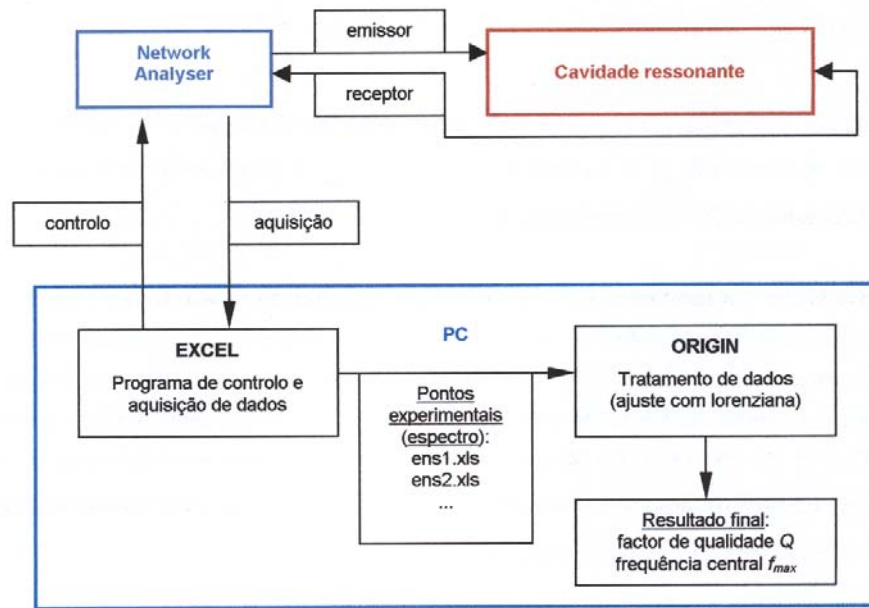 emissor
Network
Analyser
Cavidade ressonante
receptor
controlo
aquisição
PC
EXCEL
Programa de controlo e
aquisição de dados
Pontos
experimentais
(espectro):
ens1.xls
ens2.xls
...
ORIGIN
Tratamento de dados
(ajuste com lorenziana)
Resultado final:
factor de qualidade Q
frequência central fmax